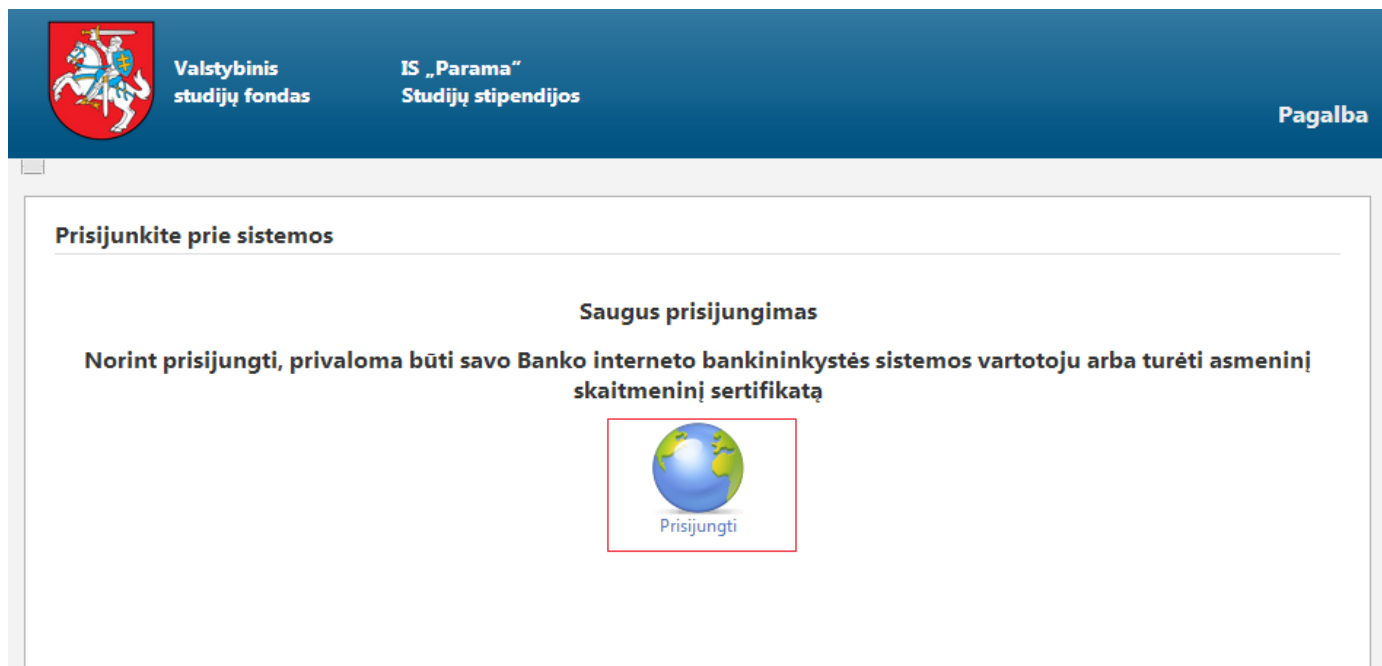 Valstybinis
studijų fondas
IS „Parama“
Studijų stipendijos
Pagalba
Prisijunkite prie sistemos
Saugus prisijungimas
Norint prisijungti, privaloma būti savo Banko interneto bankininkystės sistemos vartotoju arba turėti asmeninį
skaitmeninį sertifikatą
Prisijungti